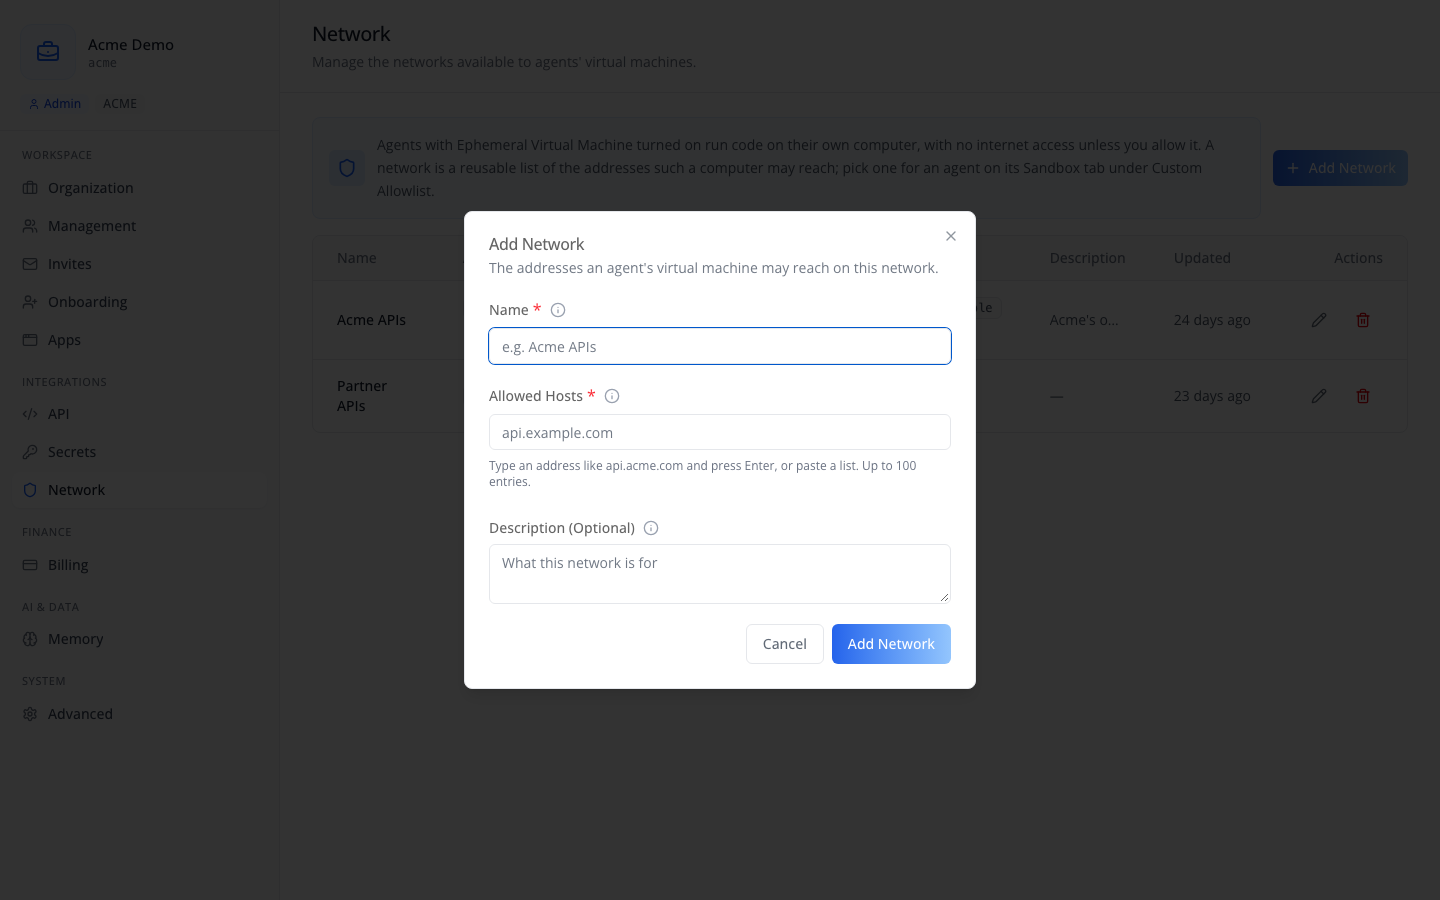 Acme Demo
acme
Admin
ACME
WORKSPACE
Organization
Management
Invites
Onboarding
Apps
INTEGRATIONS
API
Secrets
Network
FINANCE
Billing
AI & DATA
Memory
SYSTEM
Advanced
Network
Manage the networks available to agents' virtual machines.
Agents with Ephemeral Virtual Machine turned on run code on their own computer, with no internet access unless you allow it. A
network is a reusable list of the addresses such a computer may reach; pick one for an agent on its Sandbox tab under Custom
Allowlist.
Add Network
Name
Description
Updated
Actions
Acme APIs
Acme's o...
24 days ago
Partner
APIs
—
23 days ago
Add Network
The addresses an agent's virtual machine may reach on this network.
Name *
e.g. Acme APIs
Allowed Hosts *
api.example.com
Type an address like api.acme.com and press Enter, or paste a list. Up to 100
entries.
Description (Optional)
What this network is for
Cancel
Add Network